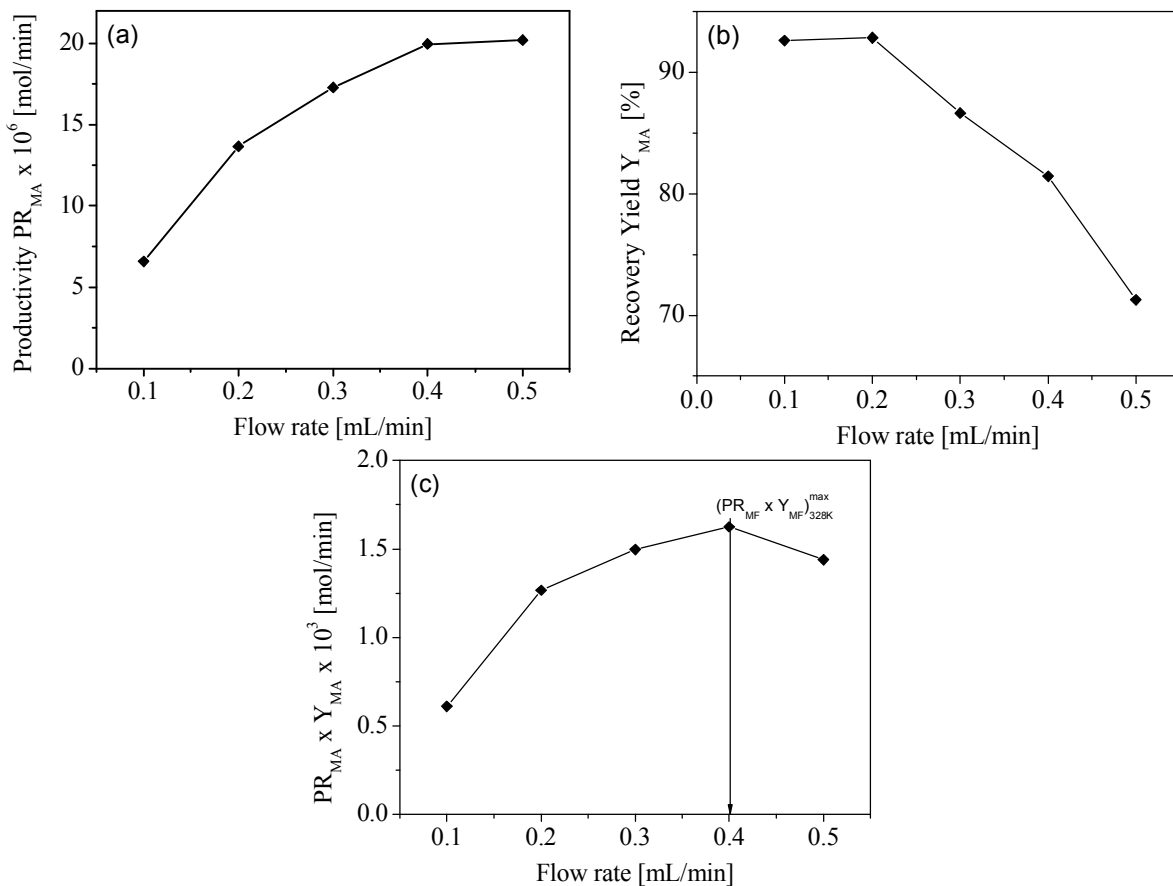 (a)
Productivity PR_MA x 10^6 [mol/min]
20
15
10
5
0
0.1 0.2 0.3 0.4 0.5
Flow rate [mL/min]
(b)
Recovery Yield Y_MA [%]
90
80
70
0.0 0.1 0.2 0.3 0.4 0.5
Flow rate [mL/min]
(c)
PR_MA x Y_MA x 10^3 [mol/min]
2.0
1.5
1.0
0.5
0.0
(PR_MF x Y_MF)^max_328K
0.1 0.2 0.3 0.4 0.5
Flow rate [mL/min]